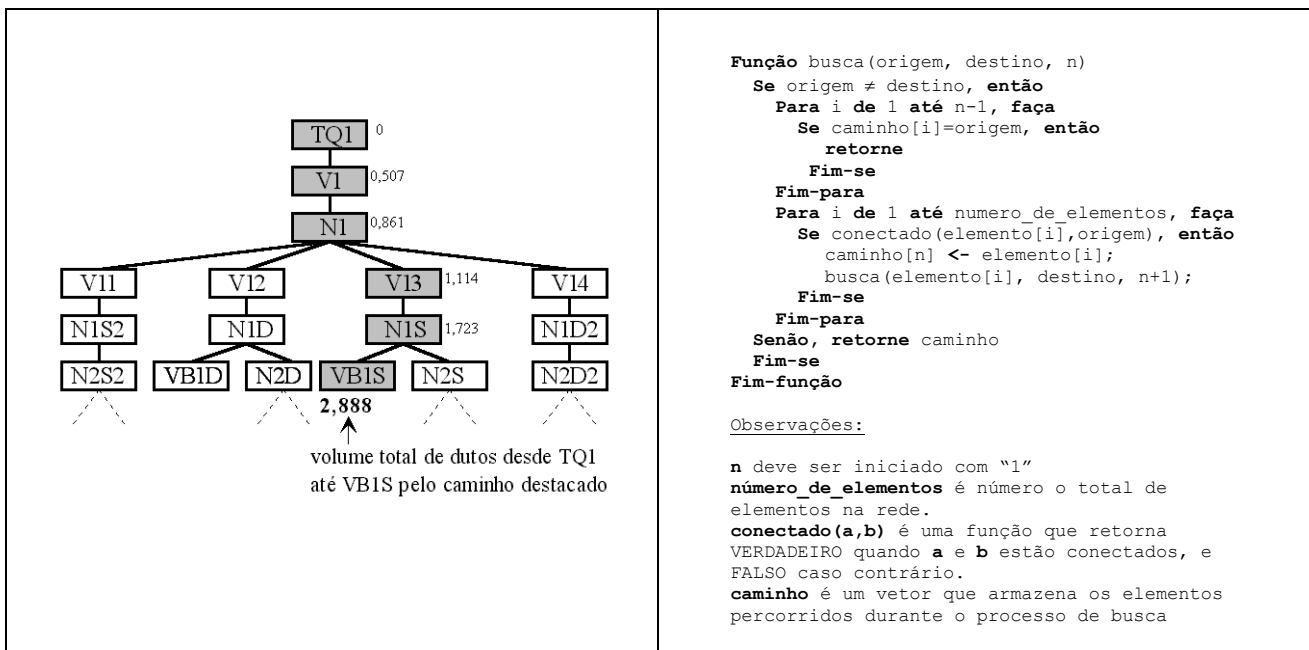 TQ1 0
V1 0,507
N1 0,861
V11 V12 V13 1,114 V14
N1S2 N1D N1S 1,723 N1D2
N2S2 VB1D N2D VB1S N2S N2D2
2,888
volume total de dutos desde TQ1
até VB1S pelo caminho destacado
Função busca(origem, destino, n)
Se origem ≠ destino, então
Para i de 1 até n-1, faça
Se caminho[i]=origem, então
retorne
Fim-se
Fim-para
Para i de 1 até numero_de_elementos, faça
Se conectado(elemento[i],origem), então
caminho[n] <- elemento[i];
busca(elemento[i], destino, n+1);
Fim-se
Fim-para
Senão, retorne caminho
Fim-se
Fim-função
Observações:
n deve ser iniciado com “1”
número_de_elementos é número o total de
elementos na rede.
conectado(a,b) é uma função que retorna
VERDADEIRO quando a e b estão conectados, e
FALSO caso contrário.
caminho é um vetor que armazena os elementos
percorridos durante o processo de busca